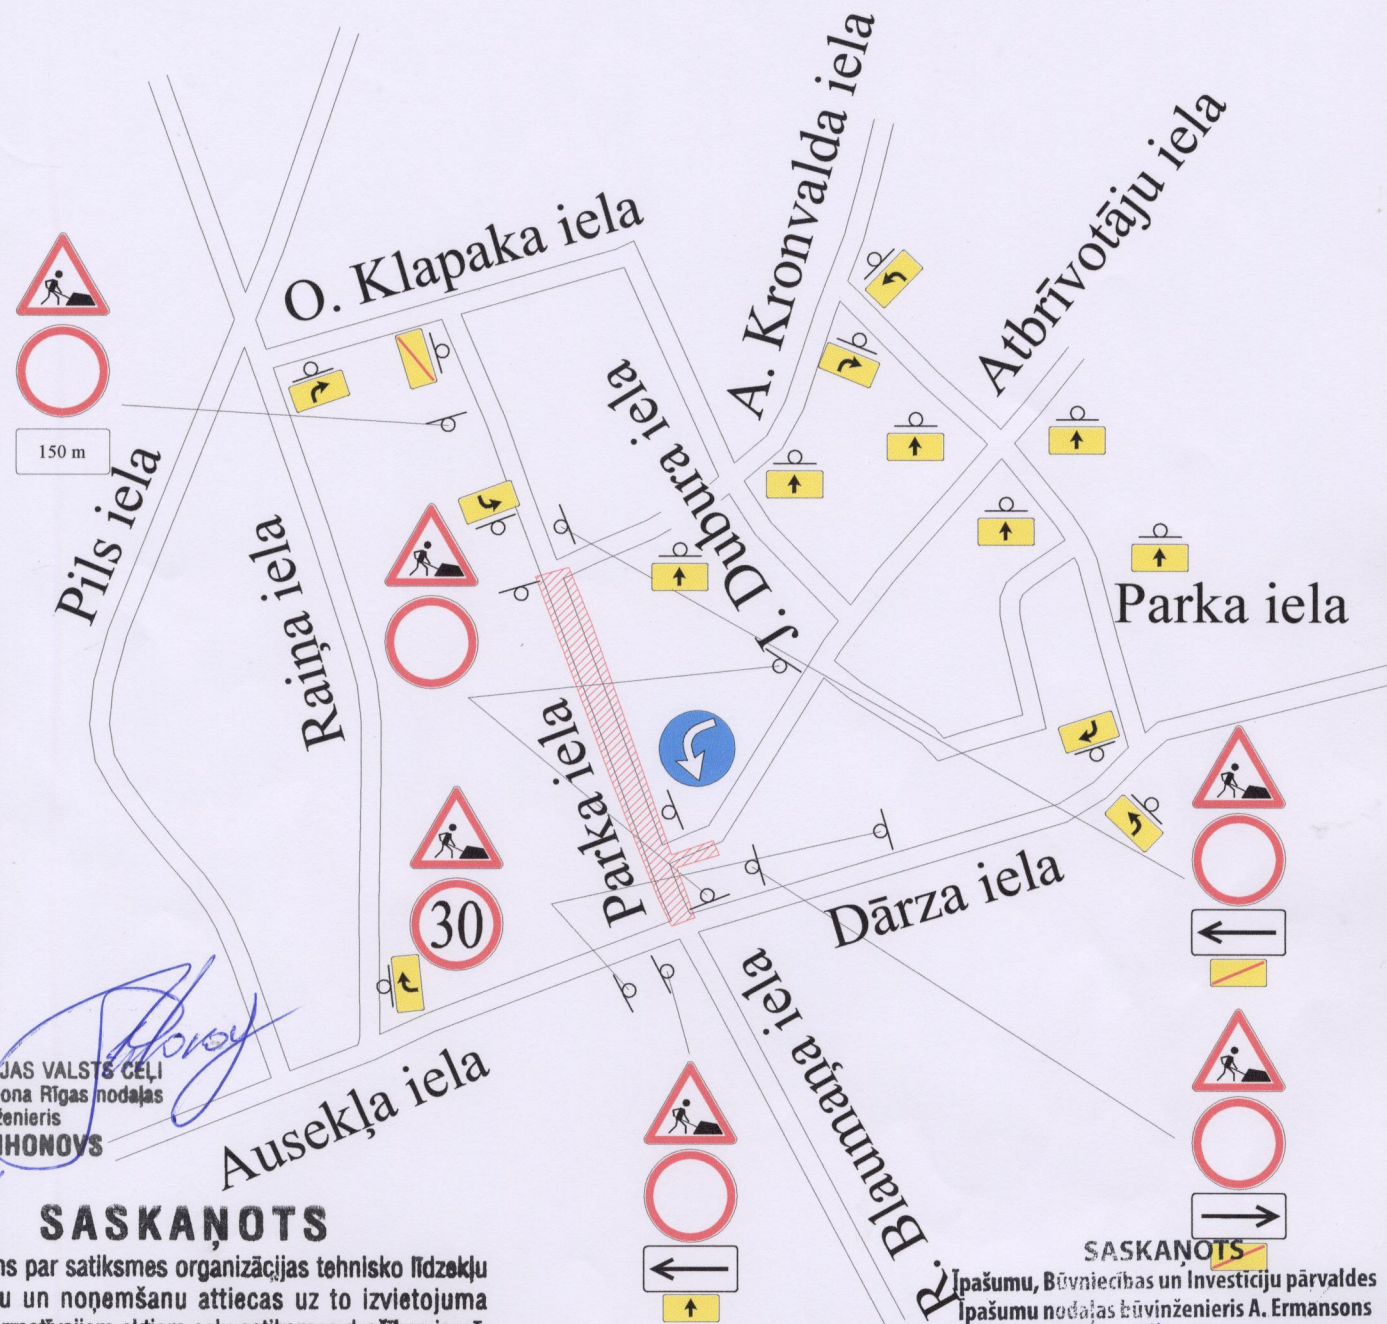 A. Kronvalda iela
Atbrīvotāju iela
O. Klapaka iela
150 m
Pils iela
Raiņa iela
J. Dubura iela
Parka iela
Parka iela
30
Dārza iela
Ausekļa iela
R. Blaumaņa iela
JAS VALSTS CEĻI
Rīgas nodaļas
SASKAŅOTS
par satiksmes organizācijas tehnisko līdzekļu
un noņemšanu attiecas uz to izvietojuma
SASKAŅOTS
Īpašumu, Būvniecības un Investīciju pārvaldes
Īpašumu nodaļas būvinženieris A. Ermansons